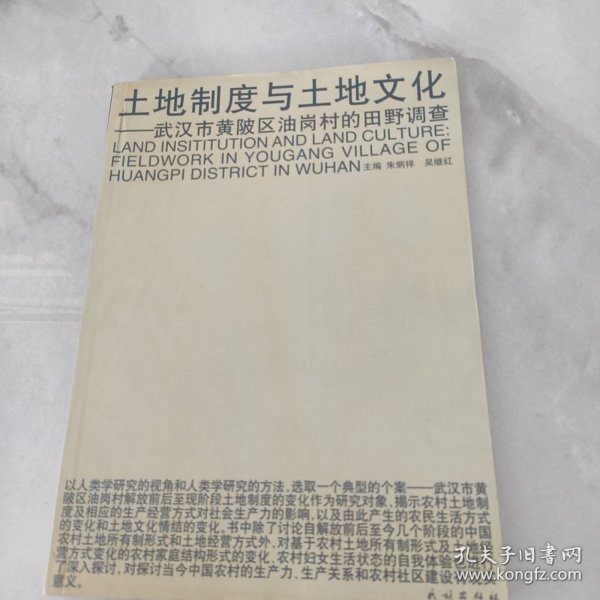 土地制度与土地文化
——武汉市黄陂区油岗村的田野调查
LAND INSITITUTION AND LAND CULTURE:
FIELDWORK IN YOUGANG VILLAGE OF
HUANGPI DISTRICT IN WUHAN 主编 朱炳祥 吴继红
以人类学研究的视角和人类学研究的方法，选取一个典型的个案——武汉市黄
陂区油岗村解放前后至现阶段土地制度的变化作为研究对象，揭示农村土地制
度及相应的生产经营方式对社会生产力的影响，以及由此产生的农民生活方式
的变化和土地文化情结的变化。书中除了讨论自解放前后至今几个阶段的中国
农村土地所有制形式和土地经营方式外，对基于农村土地所有制形式及土地经
营方式变化的农村家庭结构形式的变化，农村妇女生活状态的自我体验
了深入探讨，对探讨当今中国农村的生产力、生产关系和农村社区建设
意义。
民族出版社
孔夫子旧书网
www.kongfz.com